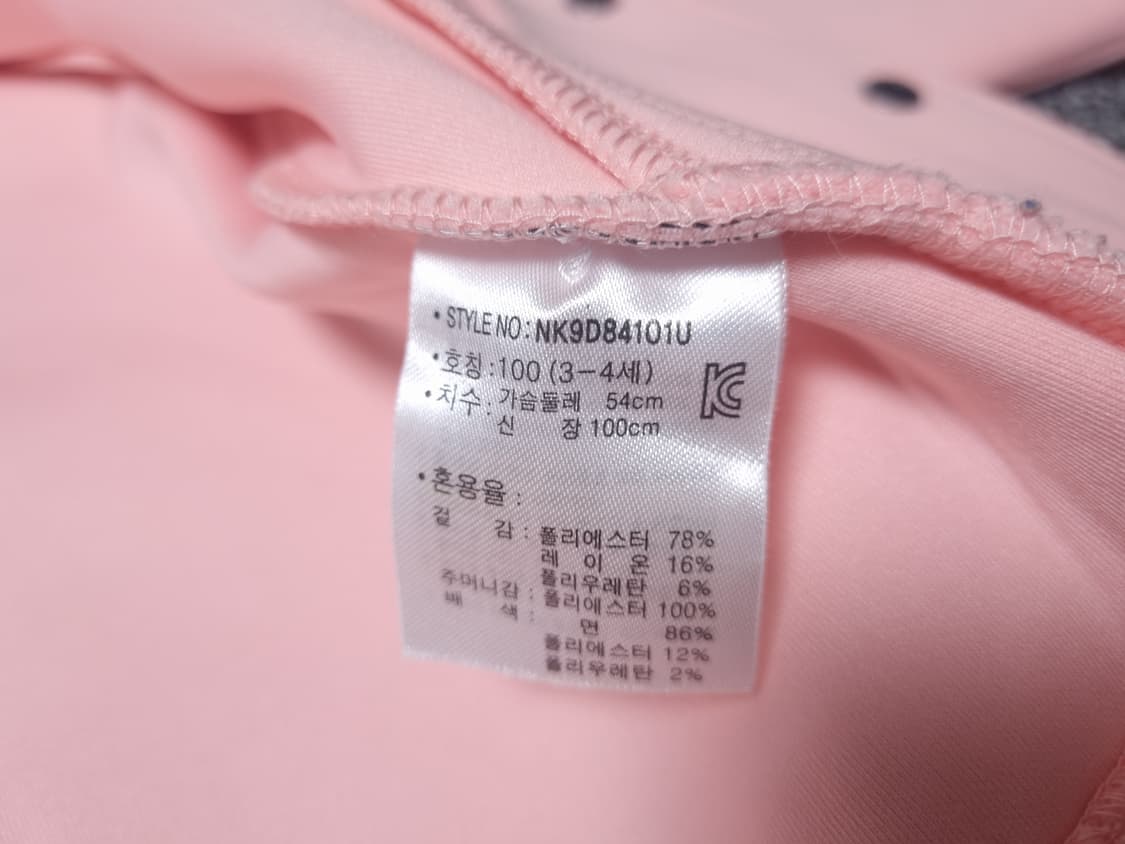 • STYLE NO : NK9D84101U
• 호칭 : 100 (3-4세)
• 치수 : 가슴둘레 54cm
신 장 100cm
• 혼용율 :
겉 감 : 폴리에스터 78%
레 이 온 16%
폴리우레탄 6%
주머니감 : 폴리에스터 100%
배 색 : 면 86%
폴리에스터 12%
폴리우레탄 2%